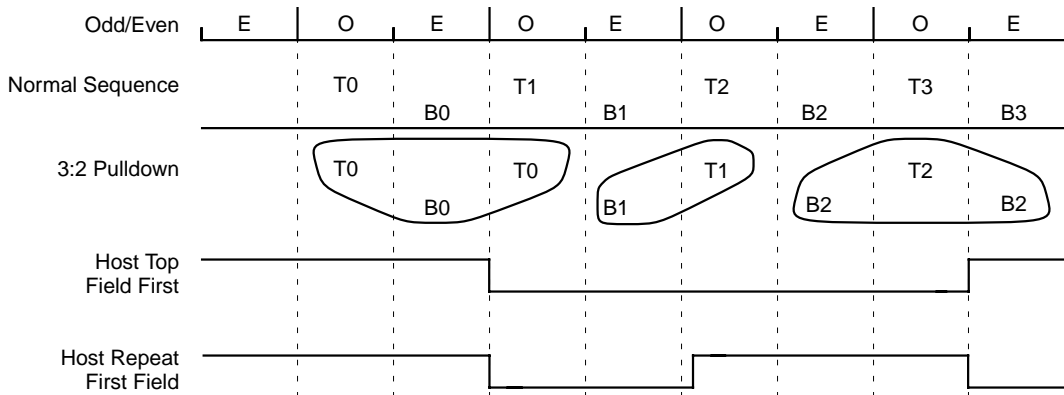 Odd/Even E O E O E O E O E
Normal Sequence T0 T1 T2 T3
B0 B1 B2 B3
3:2 Pulldown T0 T0 T1 T2
B0 B1 B2 B2
Host Top
Field First
Host Repeat
First Field